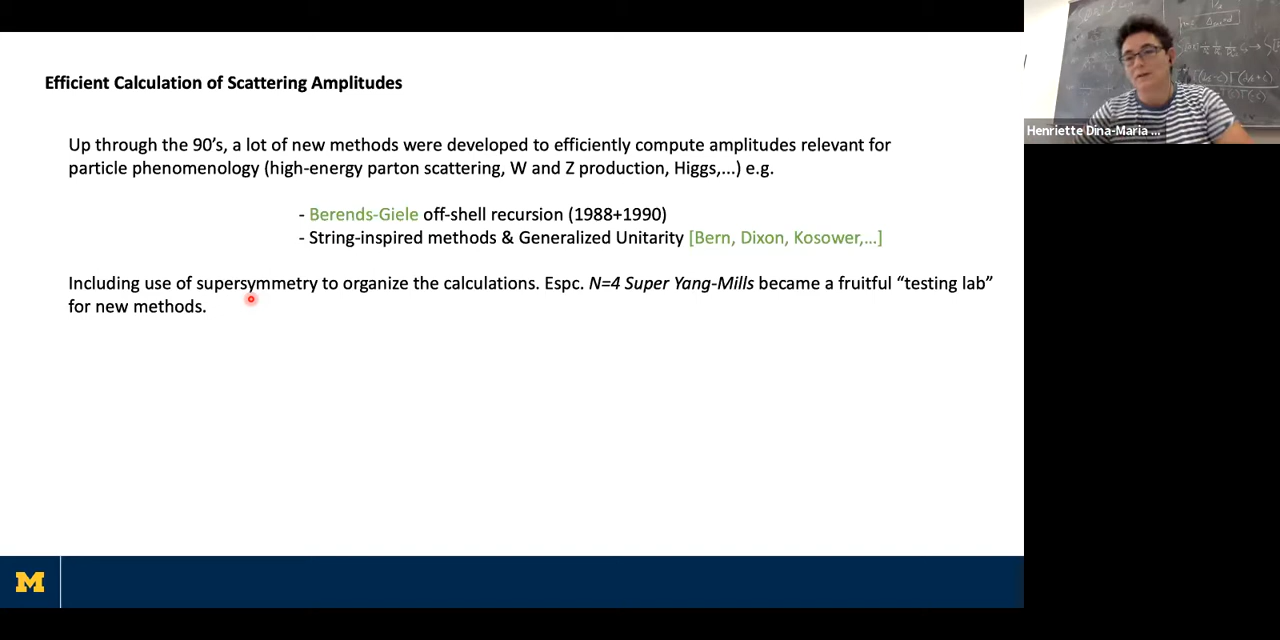 Efficient Calculation of Scattering Amplitudes
Up through the 90's, a lot of new methods were developed to efficiently compute amplitudes relevant for
particle phenomenology (high-energy parton scattering, W and Z production, Higgs,...) e.g.
- Berends-Giele off-shell recursion (1988+1990)
- String-inspired methods & Generalized Unitarity [Bern, Dixon, Kosower,...]
Including use of supersymmetry to organize the calculations. Espc. N=4 Super Yang-Mills became a fruitful “testing lab”
for new methods.
M
Henriette Dina-Maria ...